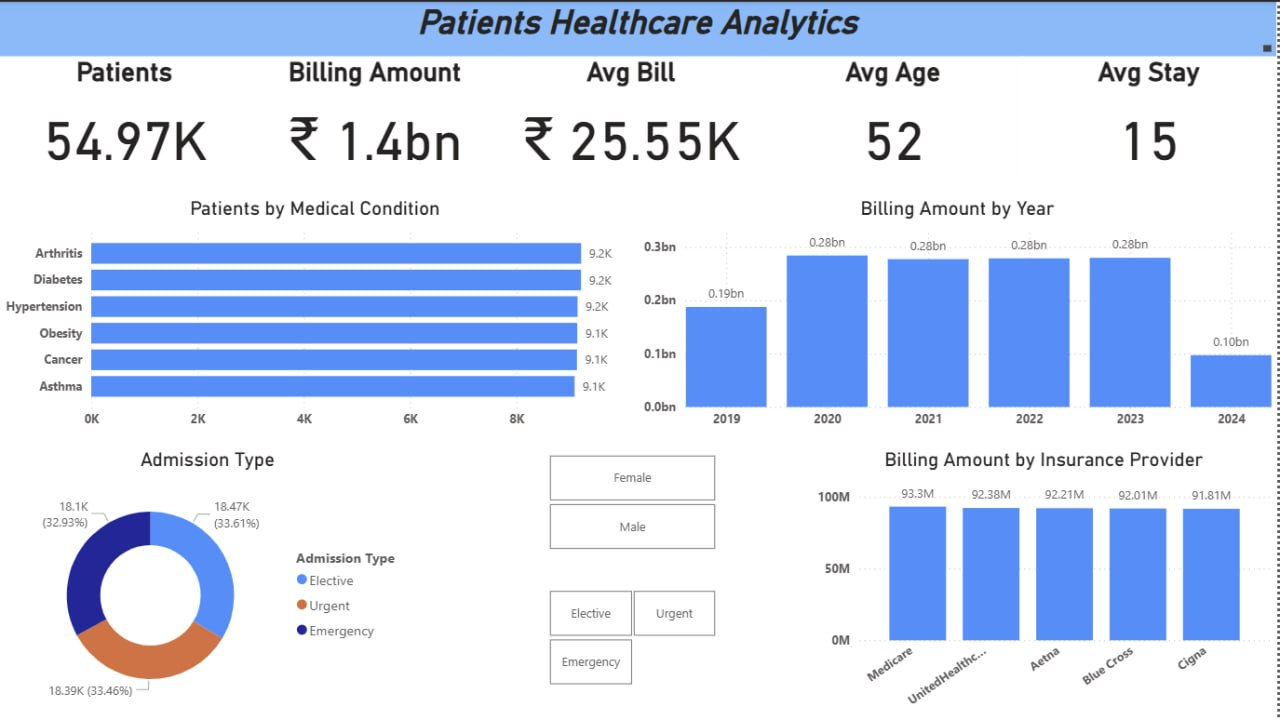 Patients Healthcare Analytics
Patients
Billing Amount
Avg Bill
Avg Age
Avg Stay
54.97K
₹ 1.4bn
₹ 25.55K
52
15
Patients by Medical Condition
Arthritis
9.2K
Diabetes
9.2K
Hypertension
9.2K
Obesity
9.1K
Cancer
9.1K
Asthma
9.1K
0K
2K
4K
6K
8K
Billing Amount by Year
0.3bn
0.2bn
0.1bn
0.0bn
0.19bn
0.28bn
0.28bn
0.28bn
0.28bn
0.10bn
2019
2020
2021
2022
2023
2024
Admission Type
18.1K
(32.93%)
18.47K
(33.61%)
18.39K (33.46%)
Admission Type
Elective
Urgent
Emergency
Female
Male
Elective
Urgent
Emergency
Billing Amount by Insurance Provider
100M
50M
0M
93.3M
92.38M
92.21M
92.01M
91.81M
Medicare
UnitedHealthc...
Aetna
Blue Cross
Cigna